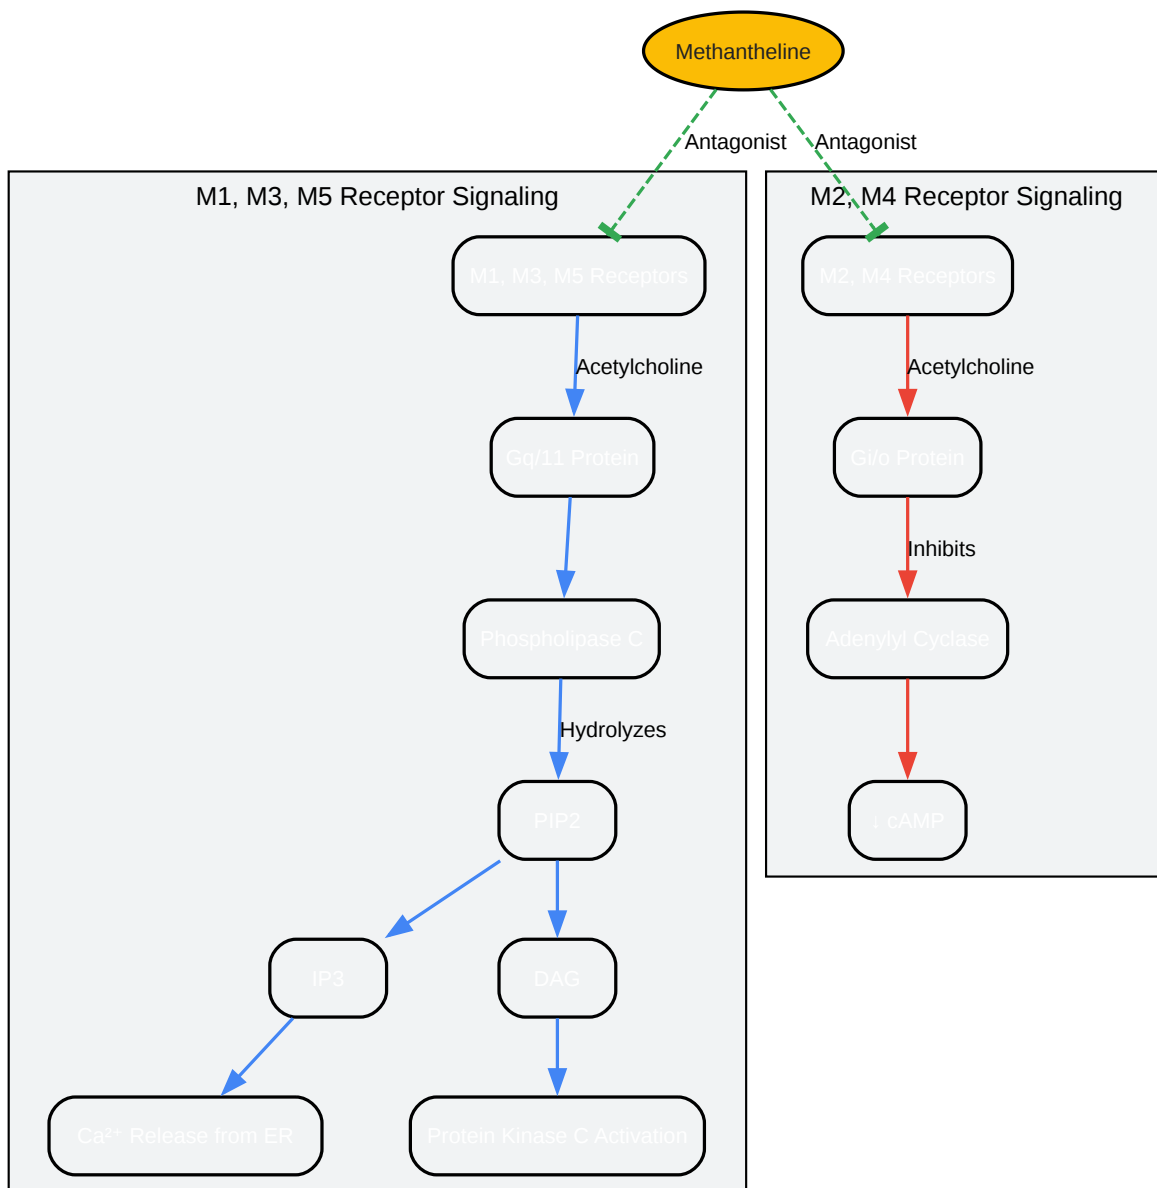 Methantheline
Antagonist
Antagonist
M1, M3, M5 Receptor Signaling
M1, M3, M5 Receptors
Acetylcholine
Gq/11 Protein
Phospholipase C
Hydrolyzes
PIP2
IP3
DAG
Ca²⁺ Release from ER
Protein Kinase C Activation
M2, M4 Receptor Signaling
M2, M4 Receptors
Acetylcholine
Gi/o Protein
Inhibits
Adenylyl Cyclase
↓ cAMP